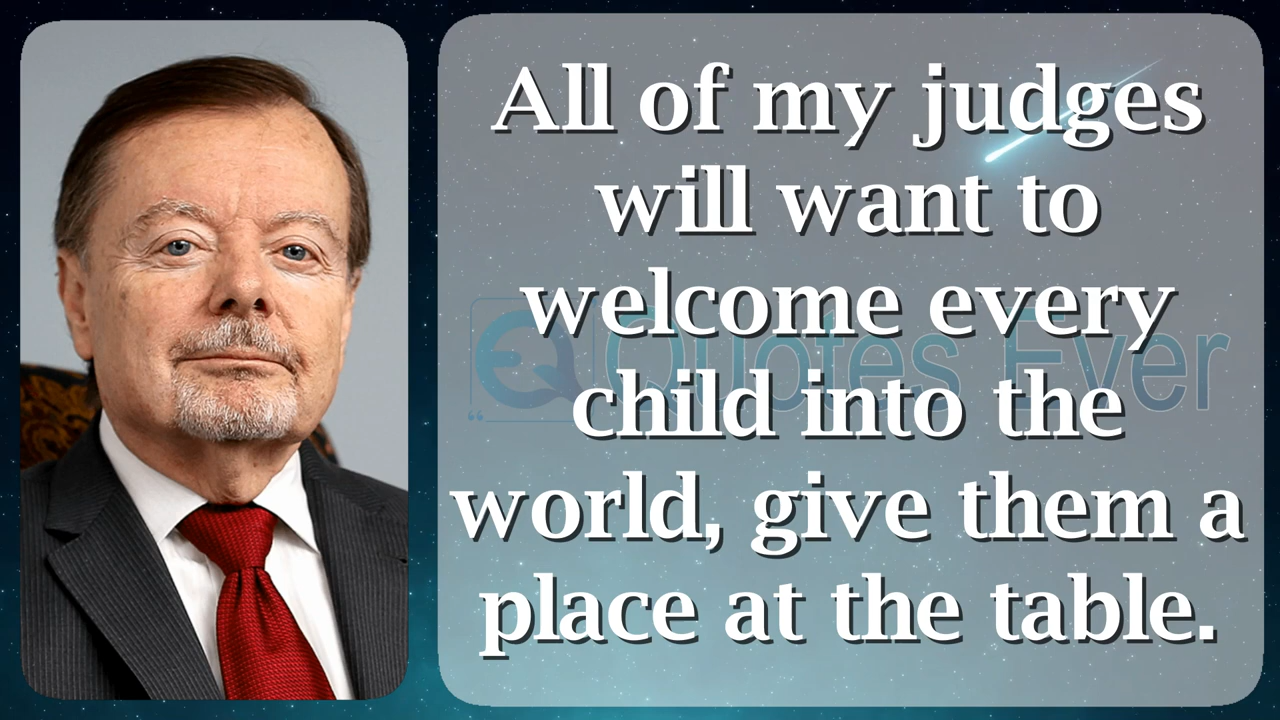 All of my judges
will want to
welcome every
child into the
world, give them a
place at the table.
EQ Quotes Ever